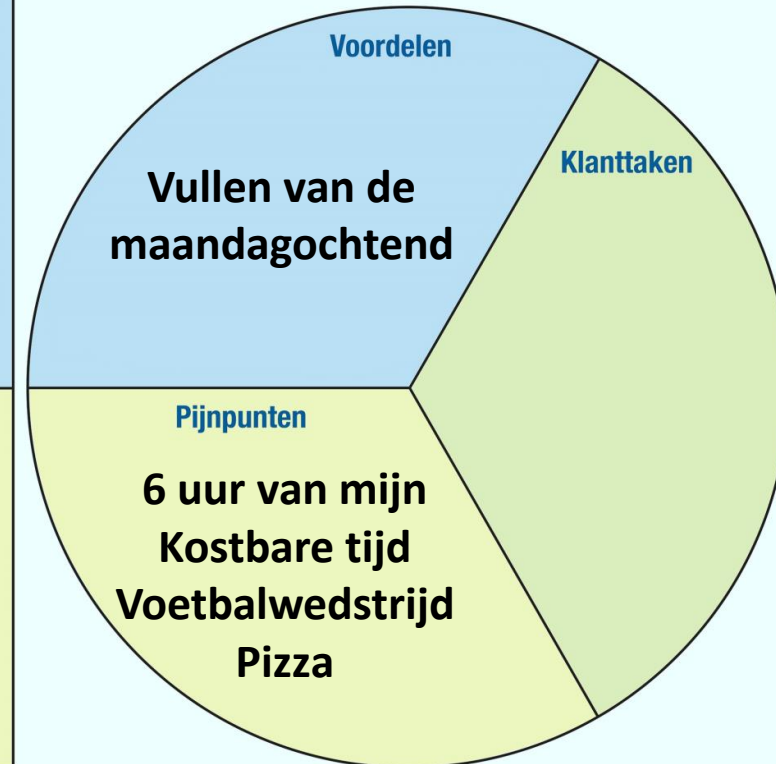 Voordelen
Vullen van de
maandagochtend
Klanttaken
Pijnpunten
6 uur van mijn
Kostbare tijd
Voetbalwedstrijd
Pizza